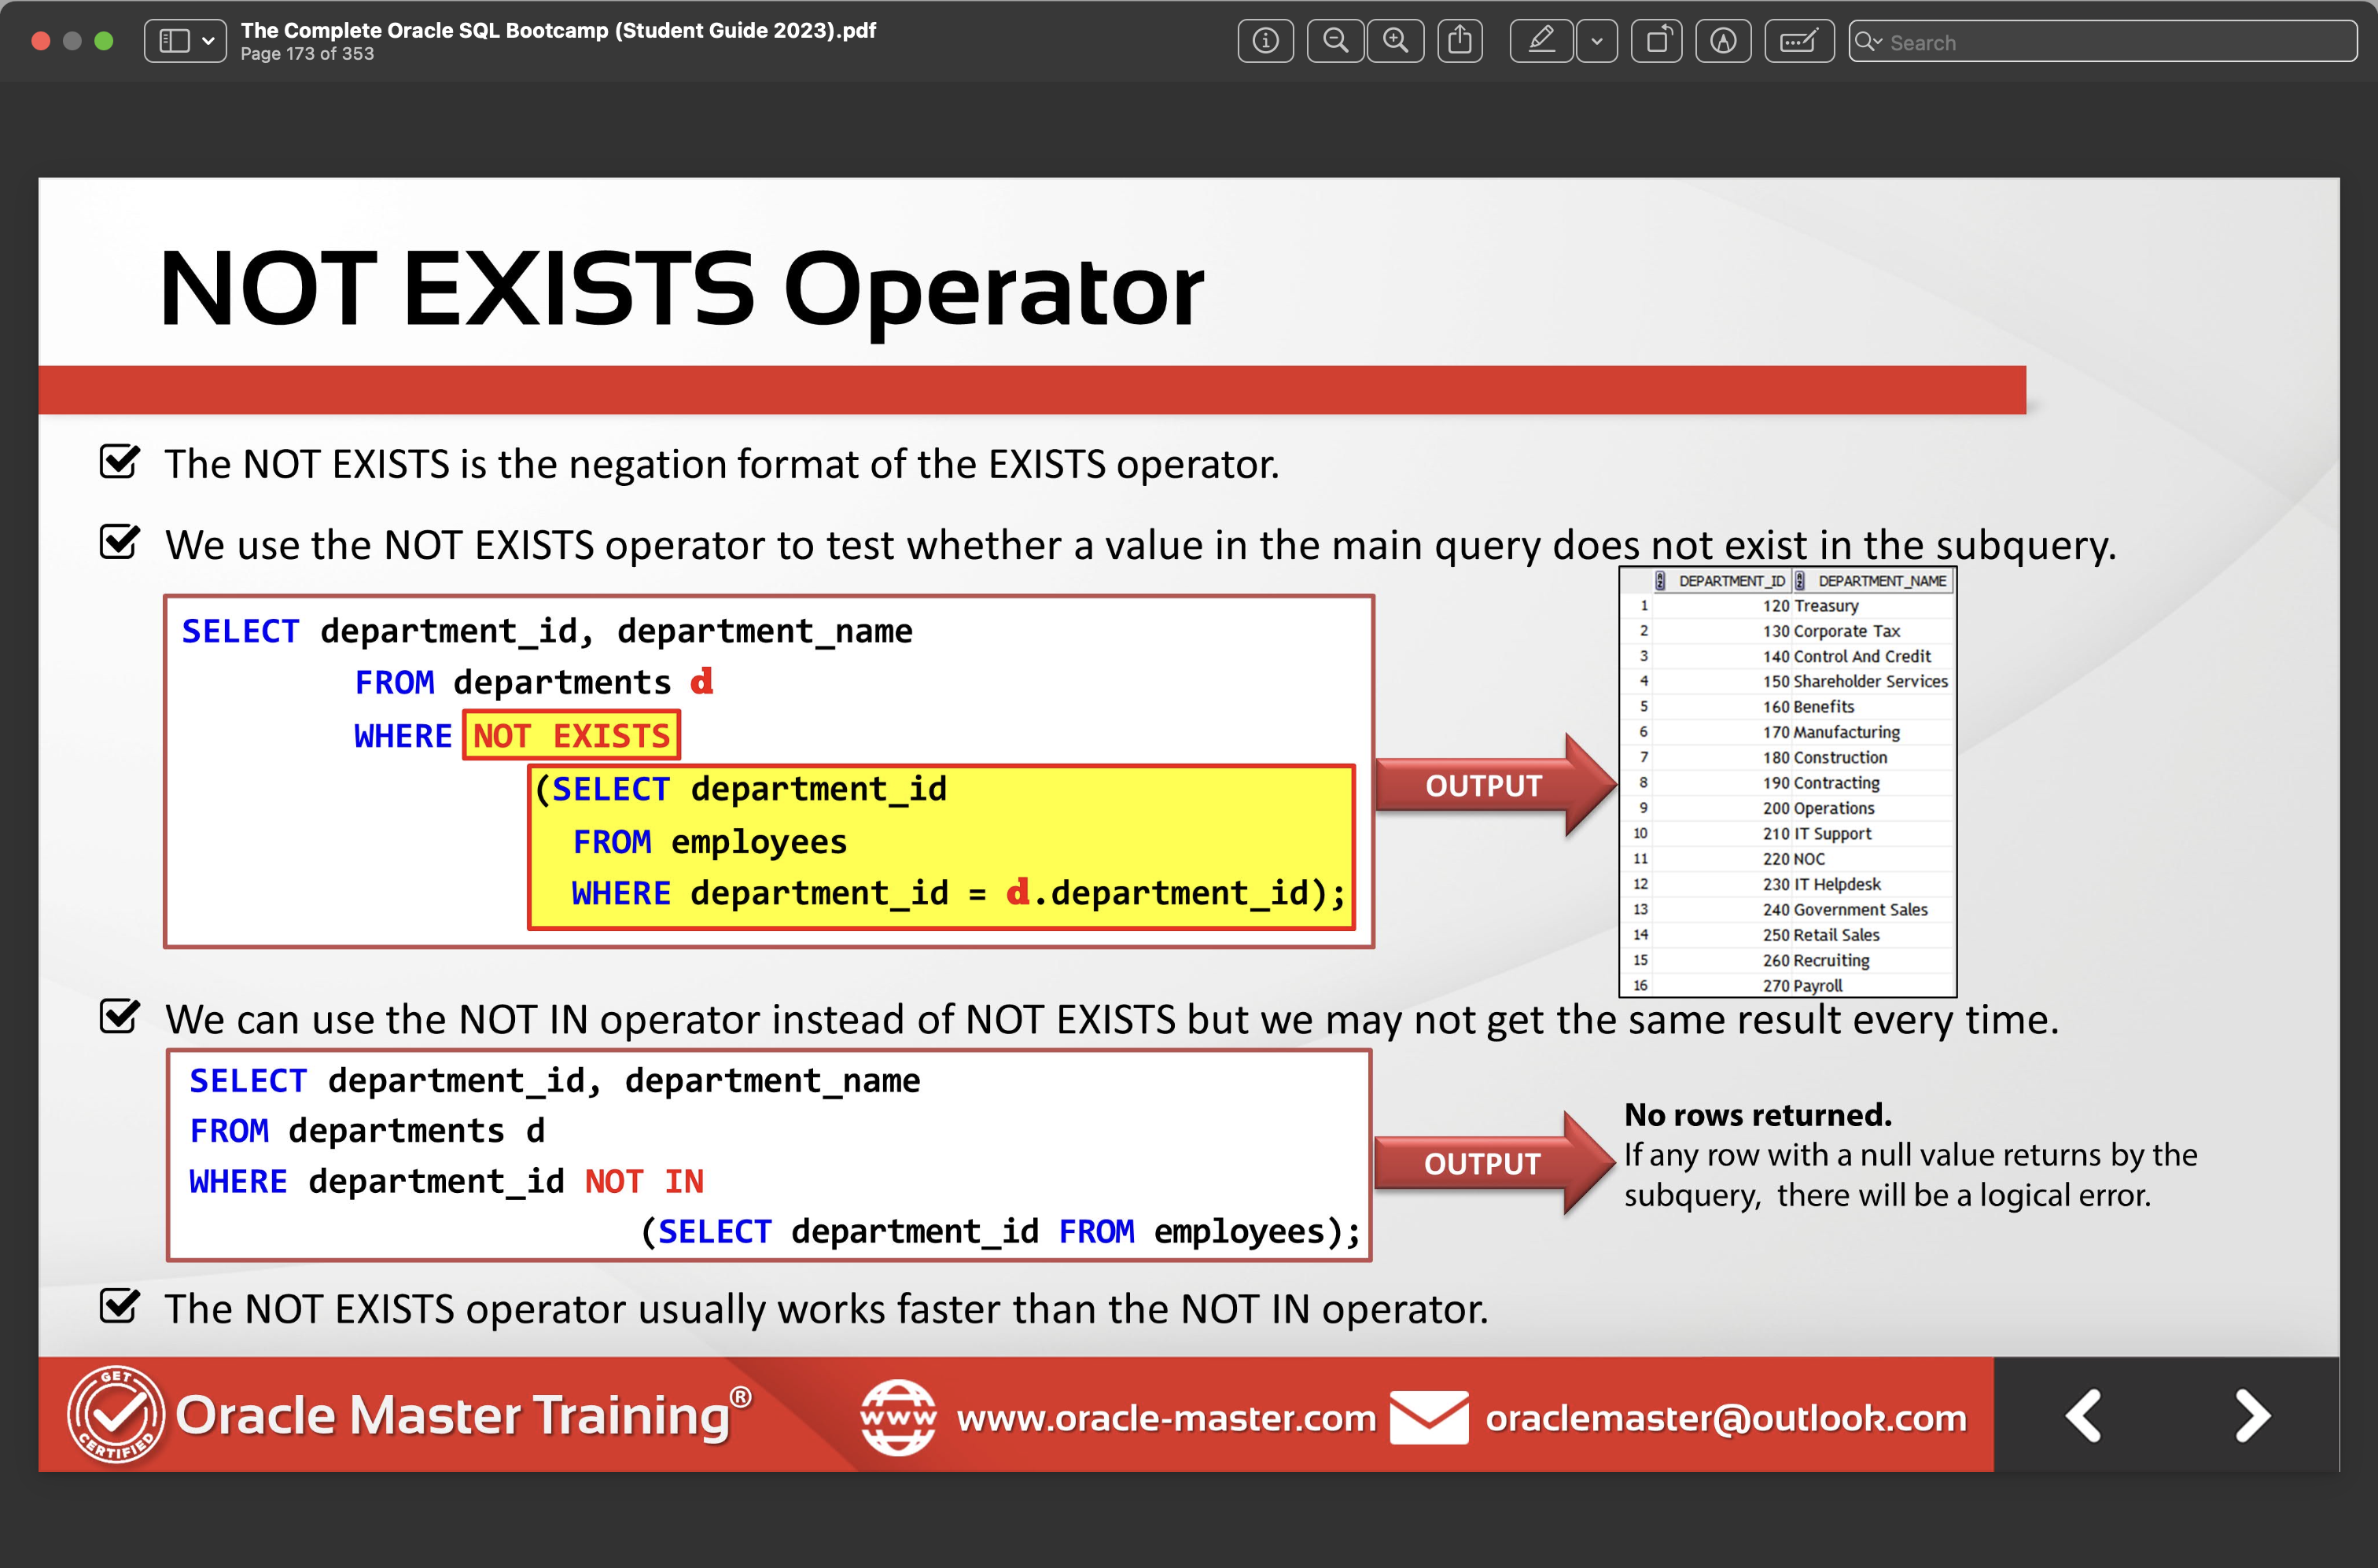 The Complete Oracle SQL Bootcamp (Student Guide 2023).pdf
Page 173 of 353
Search
NOT EXISTS Operator
The NOT EXISTS is the negation format of the EXISTS operator.
We use the NOT EXISTS operator to test whether a value in the main query does not exist in the subquery.
SELECT department_id, department_name
FROM departments d
WHERE NOT EXISTS
(SELECT department_id
FROM employees
WHERE department_id = d.department_id);
OUTPUT
DEPARTMENT_ID DEPARTMENT_NAME
1 120 Treasury
2 130 Corporate Tax
3 140 Control And Credit
4 150 Shareholder Services
5 160 Benefits
6 170 Manufacturing
7 180 Construction
8 190 Contracting
9 200 Operations
10 210 IT Support
11 220 NOC
12 230 IT Helpdesk
13 240 Government Sales
14 250 Retail Sales
15 260 Recruiting
16 270 Payroll
We can use the NOT IN operator instead of NOT EXISTS but we may not get the same result every time.
SELECT department_id, department_name
FROM departments d
WHERE department_id NOT IN
(SELECT department_id FROM employees);
OUTPUT
No rows returned.
If any row with a null value returns by the
subquery, there will be a logical error.
The NOT EXISTS operator usually works faster than the NOT IN operator.
GET CERTIFIED
Oracle Master Training®
www www.oracle-master.com
oraclemaster@outlook.com